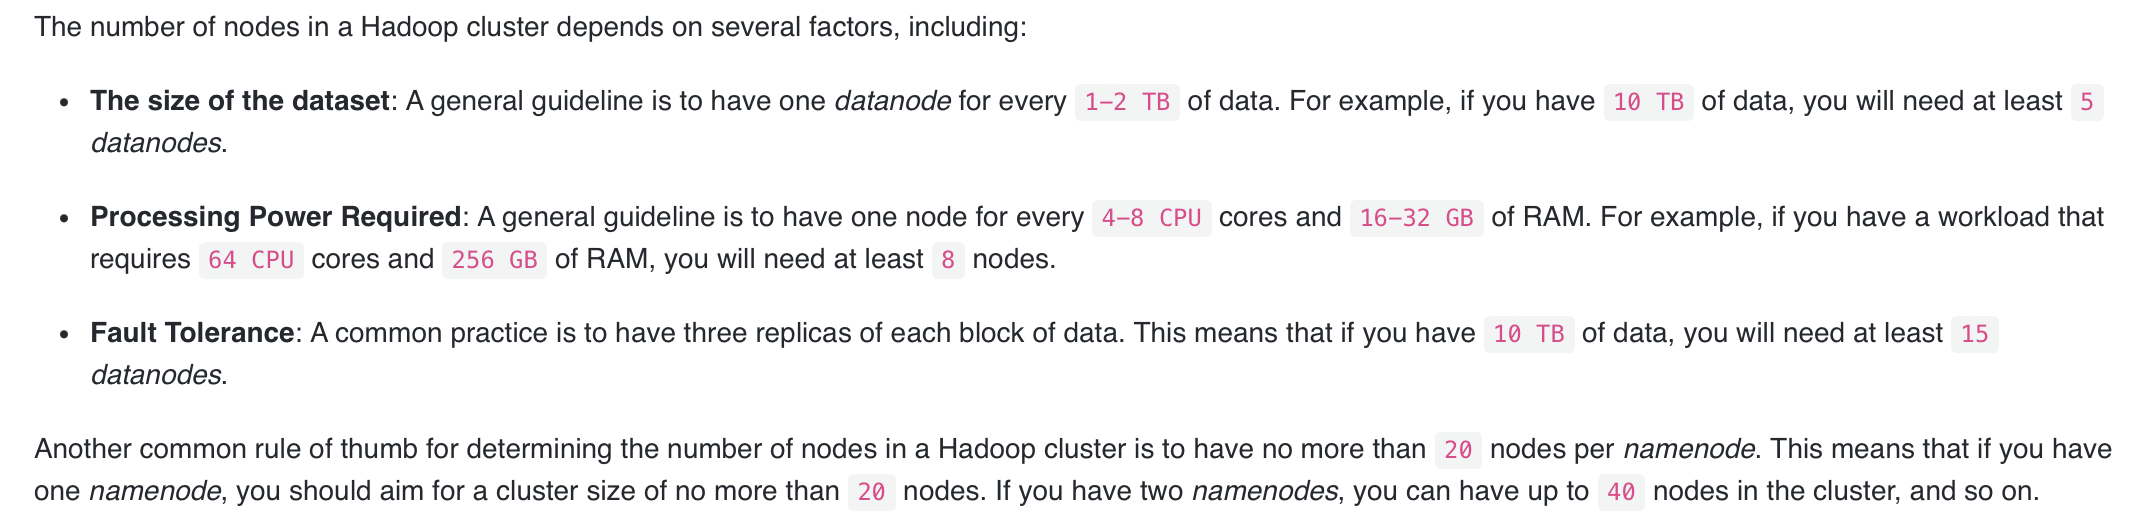 The number of nodes in a Hadoop cluster depends on several factors, including:
• The size of the dataset: A general guideline is to have one datanode for every 1–2 TB of data. For example, if you have 10 TB of data, you will need at least 5
datanodes.
• Processing Power Required: A general guideline is to have one node for every 4–8 CPU cores and 16–32 GB of RAM. For example, if you have a workload that
requires 64 CPU cores and 256 GB of RAM, you will need at least 8 nodes.
• Fault Tolerance: A common practice is to have three replicas of each block of data. This means that if you have 10 TB of data, you will need at least 15
datanodes.
Another common rule of thumb for determining the number of nodes in a Hadoop cluster is to have no more than 20 nodes per namenode. This means that if you have
one namenode, you should aim for a cluster size of no more than 20 nodes. If you have two namenodes, you can have up to 40 nodes in the cluster, and so on.